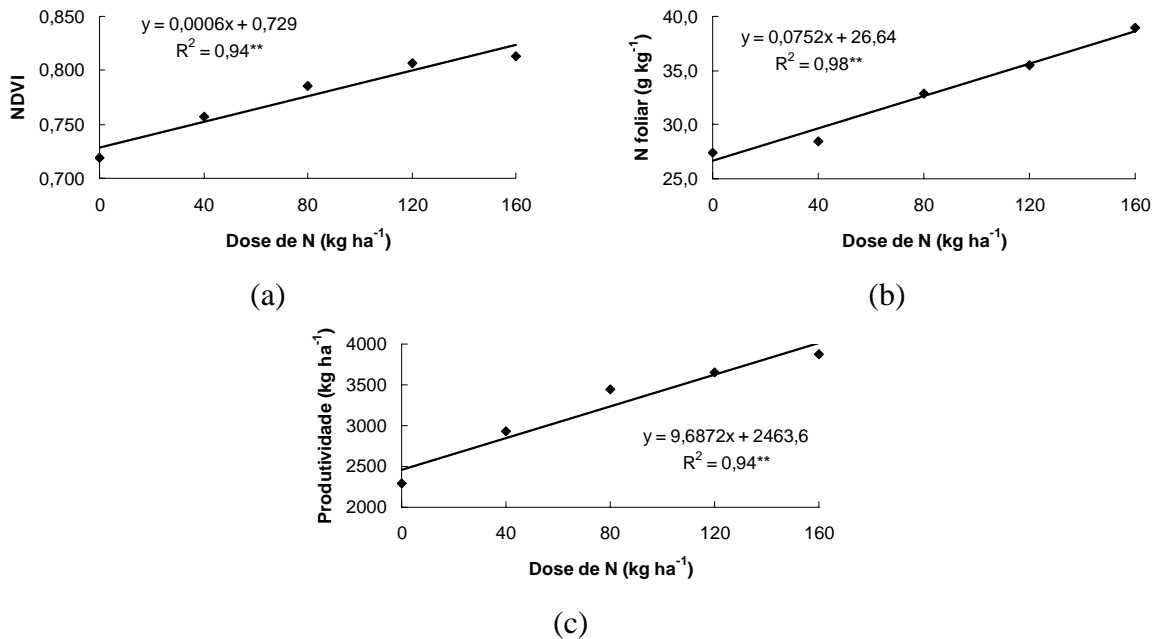 y = 0,0006x + 0,729
R² = 0,94**
0,850
0,800
0,750
0,700
NDVI
0 40 80 120 160
Dose de N (kg ha⁻¹)
(a)
y = 0,0752x + 26,64
R² = 0,98**
40,0
35,0
30,0
25,0
N foliar (g kg⁻¹)
0 40 80 120 160
Dose de N (kg ha⁻¹)
(b)
4000
3500
3000
2500
2000
Produtividade (kg ha⁻¹)
y = 9,6872x + 2463,6
R² = 0,94**
0 40 80 120 160
Dose de N (kg ha⁻¹)
(c)